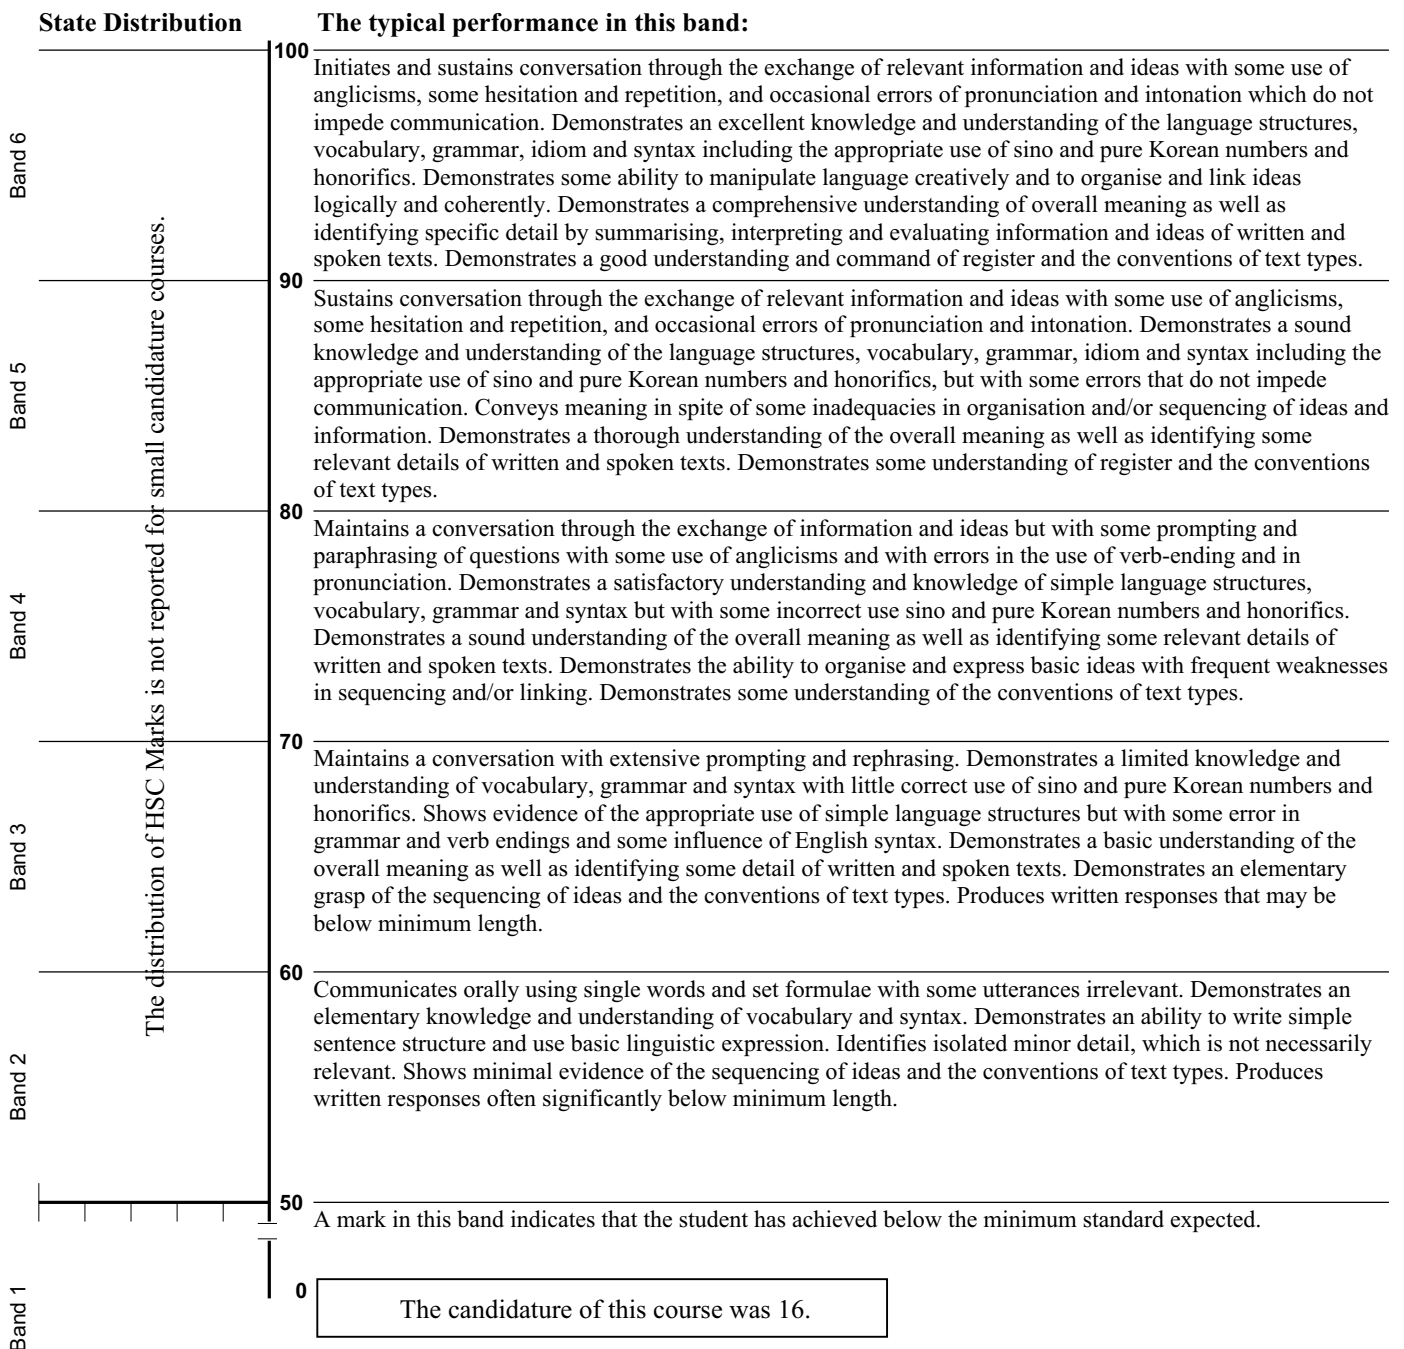 State Distribution
The typical performance in this band:
100
Initiates and sustains conversation through the exchange of relevant information and ideas with some use of
anglicisms, some hesitation and repetition, and occasional errors of pronunciation and intonation which do not
impede communication. Demonstrates an excellent knowledge and understanding of the language structures,
vocabulary, grammar, idiom and syntax including the appropriate use of sino and pure Korean numbers and
honorifics. Demonstrates some ability to manipulate language creatively and to organise and link ideas
logically and coherently. Demonstrates a comprehensive understanding of overall meaning as well as
identifying specific detail by summarising, interpreting and evaluating information and ideas of written and
spoken texts. Demonstrates a good understanding and command of register and the conventions of text types.
Band 6
90
Sustains conversation through the exchange of relevant information and ideas with some use of anglicisms,
some hesitation and repetition, and occasional errors of pronunciation and intonation. Demonstrates a sound
knowledge and understanding of the language structures, vocabulary, grammar, idiom and syntax including the
appropriate use of sino and pure Korean numbers and honorifics, but with some errors that do not impede
communication. Conveys meaning in spite of some inadequacies in organisation and/or sequencing of ideas and
information. Demonstrates a thorough understanding of the overall meaning as well as identifying some
relevant details of written and spoken texts. Demonstrates some understanding of register and the conventions
of text types.
Band 5
80
Maintains a conversation through the exchange of information and ideas but with some prompting and
paraphrasing of questions with some use of anglicisms and with errors in the use of verb-ending and in
pronunciation. Demonstrates a satisfactory understanding and knowledge of simple language structures,
vocabulary, grammar and syntax but with some incorrect use sino and pure Korean numbers and honorifics.
Demonstrates a sound understanding of the overall meaning as well as identifying some relevant details of
written and spoken texts. Demonstrates the ability to organise and express basic ideas with frequent weaknesses
in sequencing and/or linking. Demonstrates some understanding of the conventions of text types.
Band 4
The distribution of HSC Marks is not reported for small candidature courses.
70
Maintains a conversation with extensive prompting and rephrasing. Demonstrates a limited knowledge and
understanding of vocabulary, grammar and syntax with little correct use of sino and pure Korean numbers and
honorifics. Shows evidence of the appropriate use of simple language structures but with some error in
grammar and verb endings and some influence of English syntax. Demonstrates a basic understanding of the
overall meaning as well as identifying some detail of written and spoken texts. Demonstrates an elementary
grasp of the sequencing of ideas and the conventions of text types. Produces written responses that may be
below minimum length.
Band 3
60
Communicates orally using single words and set formulae with some utterances irrelevant. Demonstrates an
elementary knowledge and understanding of vocabulary and syntax. Demonstrates an ability to write simple
sentence structure and use basic linguistic expression. Identifies isolated minor detail, which is not necessarily
relevant. Shows minimal evidence of the sequencing of ideas and the conventions of text types. Produces
written responses often significantly below minimum length.
Band 2
50
A mark in this band indicates that the student has achieved below the minimum standard expected.
0
Band 1
The candidature of this course was 16.